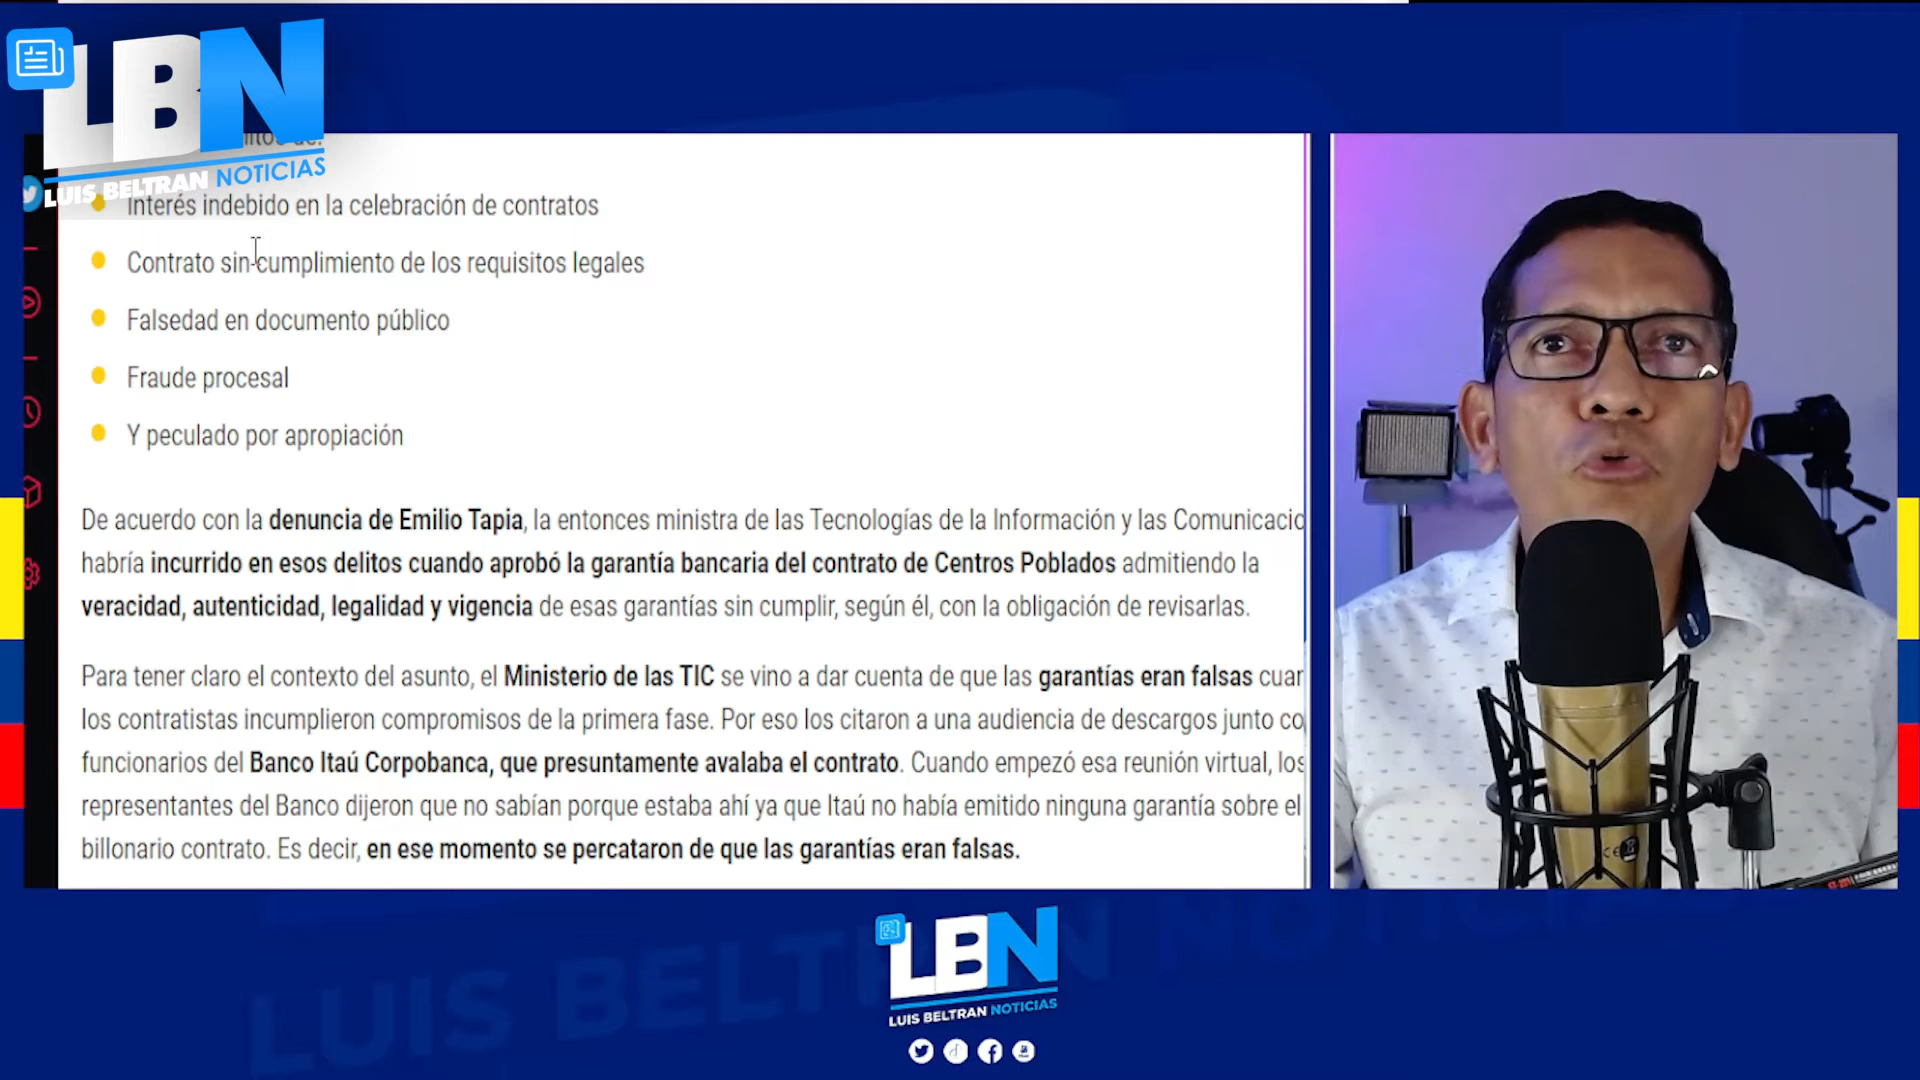 LBN
LUIS BELTRAN NOTICIAS
Interés indebido en la celebración de contratos
Contrato sin cumplimiento de los requisitos legales
Falsedad en documento público
Fraude procesal
Y peculado por apropiación
De acuerdo con la denuncia de Emilio Tapia, la entonces ministra de las Tecnologías de la Información y las Comunicacio
habría incurrido en esos delitos cuando aprobó la garantía bancaria del contrato de Centros Poblados admitiendo la
veracidad, autenticidad, legalidad y vigencia de esas garantías sin cumplir, según él, con la obligación de revisarlas.
Para tener claro el contexto del asunto, el Ministerio de las TIC se vino a dar cuenta de que las garantías eran falsas cuan
los contratistas incumplieron compromisos de la primera fase. Por eso los citaron a una audiencia de descargos junto co
funcionarios del Banco Itaú Corpobanca, que presuntamente avalaba el contrato. Cuando empezó esa reunión virtual, los
representantes del Banco dijeron que no sabían porque estaba ahí ya que Itaú no había emitido ninguna garantía sobre el
billonario contrato. Es decir, en ese momento se percataron de que las garantías eran falsas.
LUIS BELTRAN NOTICIAS
LBN
LUIS BELTRAN NOTICIAS